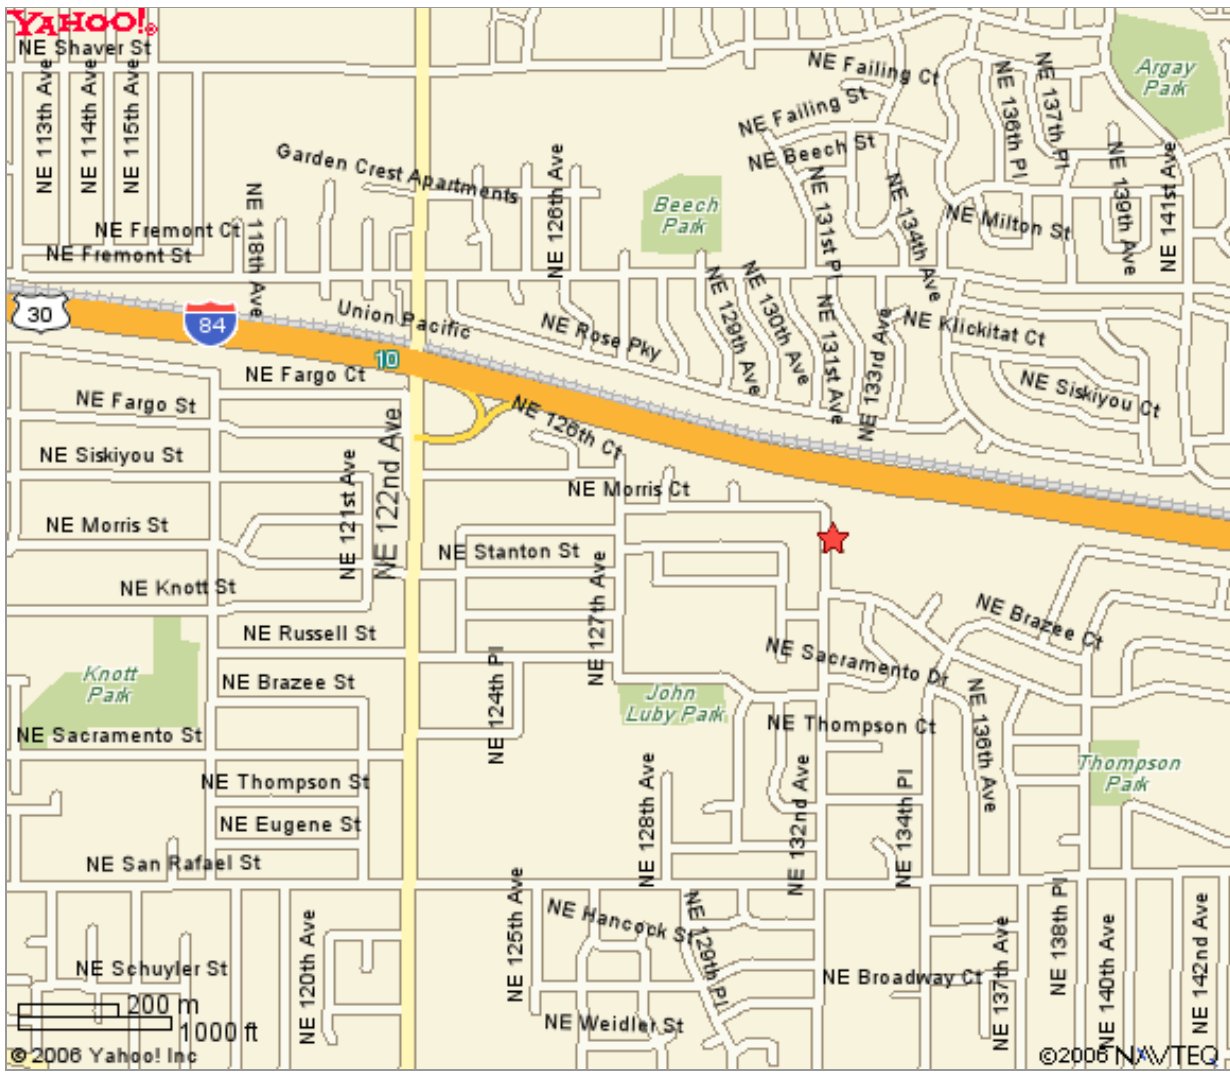 YAHOO!®
NE Shaver St
NE 113th Ave
NE 114th Ave
NE 115th Ave
NE Failing Ct
NE Failing St
NE Beech St
NE 136th Pl
NE 137th Pl
Argay
Park
Garden Crest Apartments
NE 126th Ave
Beech
Park
NE 131st Pl
NE 134th Ave
NE Milton St
NE 139th Ave
NE 141st Ave
NE Fremont Ct
NE Fremont St
NE 118th Ave
30
84
Union Pacific
10
NE Rose Pky
NE 129th Ave
NE 130th Ave
NE 131st Ave
NE 133rd Ave
NE Klickitat Ct
NE Siskiyou Ct
NE Fargo Ct
NE Fargo St
NE 126th Ct
NE Siskiyou St
NE 121st Ave
NE 122nd Ave
NE Morris Ct
NE Morris St
NE Stanton St
NE Knott St
NE 127th Ave
NE Brazee Ct
NE Russell St
NE Sacramento Dr
Knott
Park
NE Brazee St
NE 124th Pl
John
Luby Park
NE 136th Ave
NE Sacramento St
NE Thompson Ct
NE Thompson St
NE 128th Ave
NE 132nd Ave
NE 134th Pl
Thompson
Park
NE Eugene St
NE San Rafael St
NE 125th Ave
NE Hancock St
NE 129th Pl
NE 138th Pl
NE 120th Ave
NE Schuyler St
NE Broadway Ct
NE 137th Ave
NE 140th Ave
NE 142nd Ave
200 m
1000 ft
NE Weidler St
©2006 Yahoo! Inc
©2006 NAVTEQ